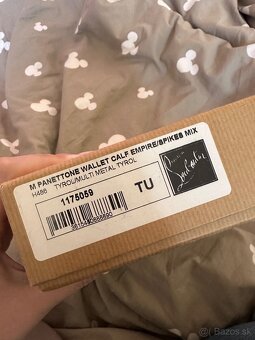 M PANETTONE WALLET CALF EMPIRE/SPIKES MIX
H486 TYROL/MULTI METAL TYROL
1175059
TU
Bazos.sk